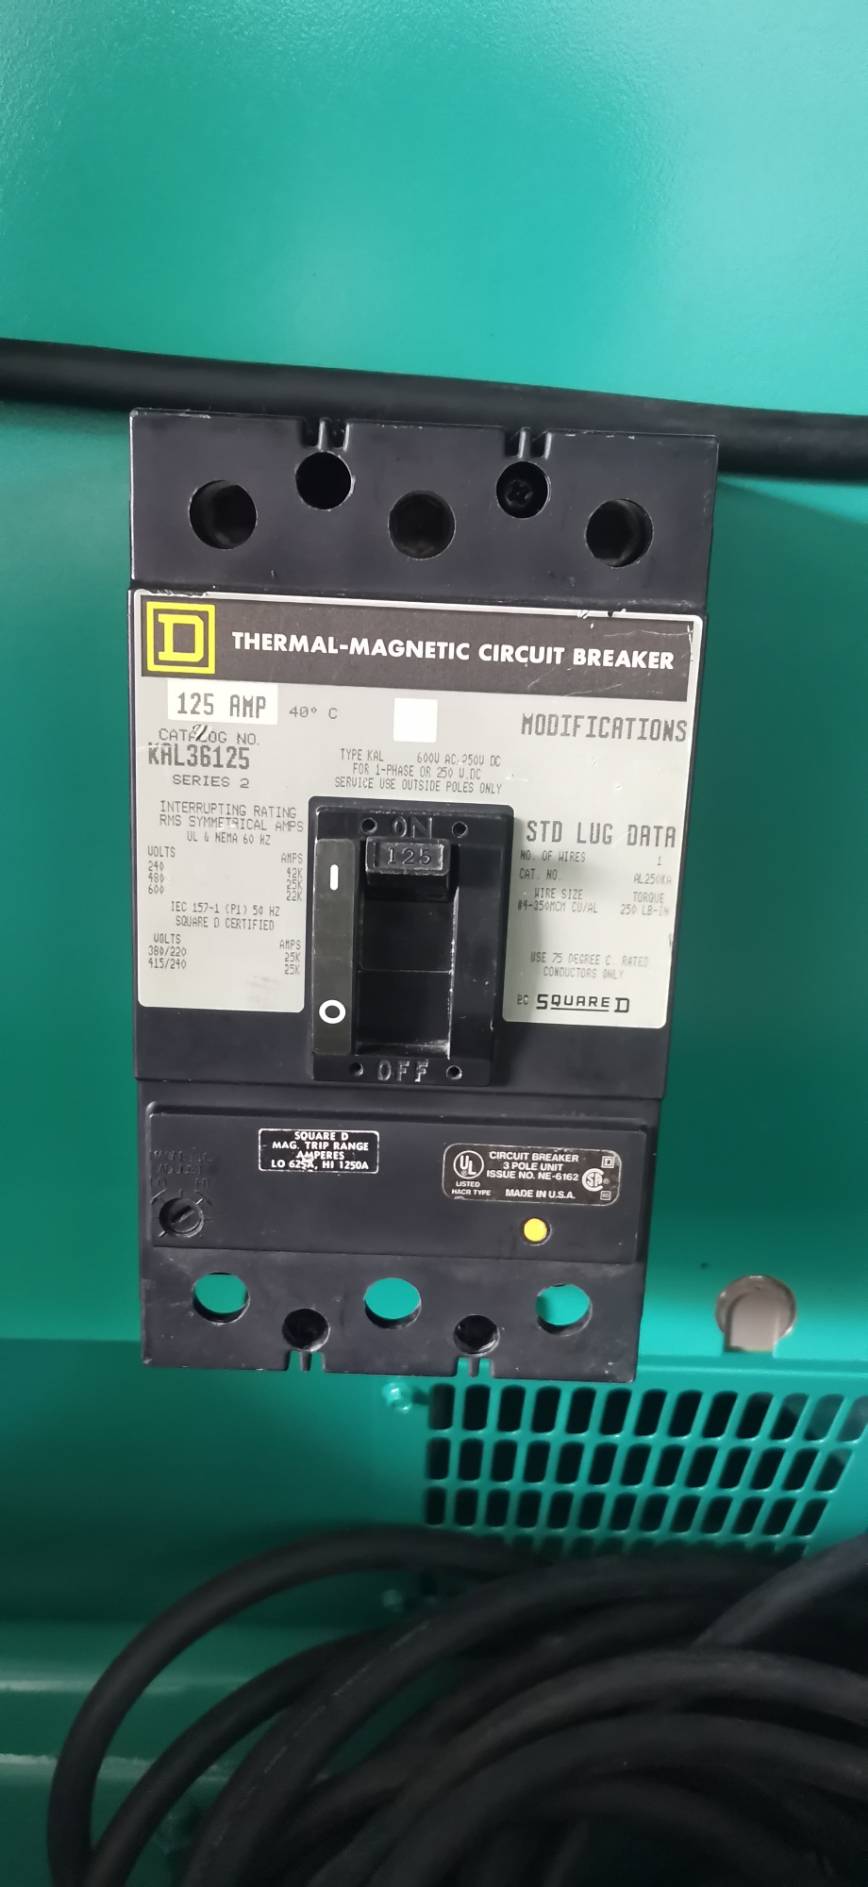 D THERMAL-MAGNETIC CIRCUIT BREAKER
125 AMP 40° C
CATALOG NO.
KAL36125
SERIES 2
INTERRUPTING RATING
RMS SYMMETRICAL AMPS
UL & NEMA 60 HZ
VOLTS AMPS
240 42K
480 25K
600 22K
IEC 157-1 (P1) 50 HZ
SQUARE D CERTIFIED
VOLTS AMPS
380/220 25K
415/240 25K
TYPE KAL 600V AC 250V DC
FOR 1-PHASE OR 250 V.DC
SERVICE USE OUTSIDE POLES ONLY
ON
125
I
O
OFF
MODIFICATIONS
STD LUG DATA
NO. OF WIRES 1
CAT. NO. AL250KA
WIRE SIZE TORQUE
#4-250MCM CU/AL 250 LB-IN
USE 75 DEGREE C. RATED
CONDUCTORS ONLY
SQUARE D
SQUARE D
MAG. TRIP RANGE
AMPERES
LO 625A, HI 1250A
UL
LISTED
HACR TYPE
CIRCUIT BREAKER
3 POLE UNIT
ISSUE NO. NE-6162
MADE IN U.S.A.